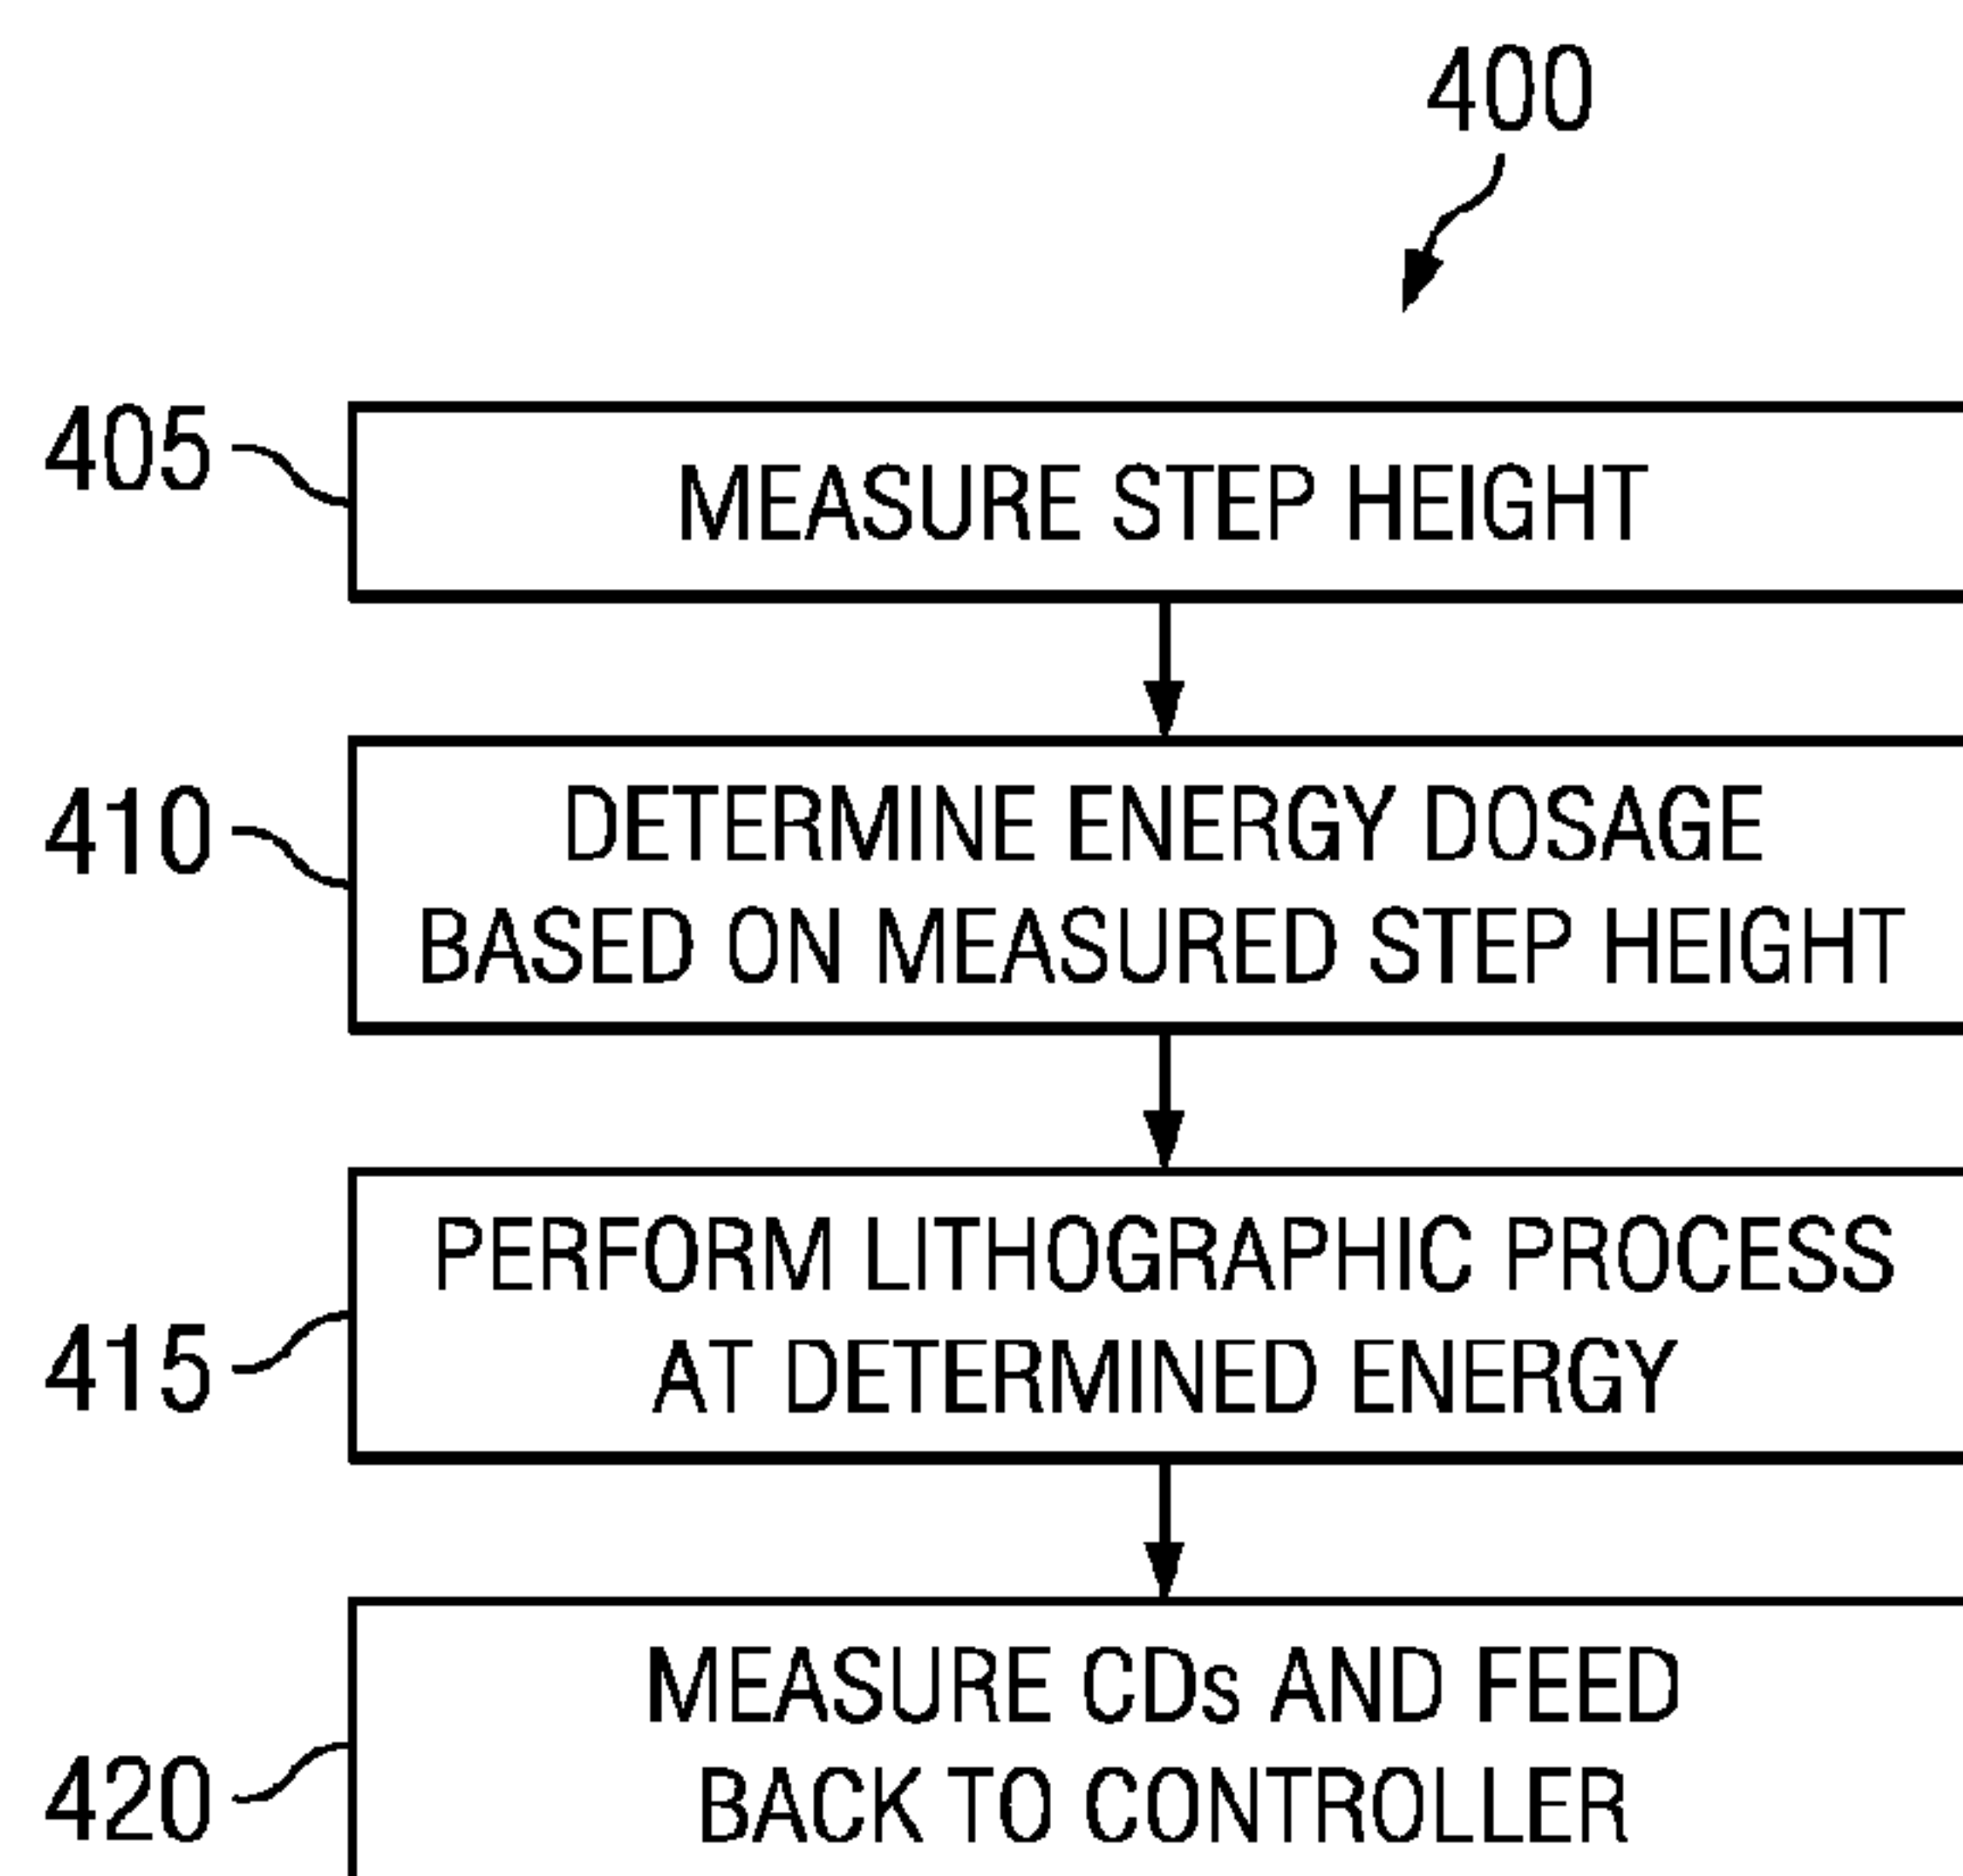 400
405
MEASURE STEP HEIGHT
410
DETERMINE ENERGY DOSAGE
BASED ON MEASURED STEP HEIGHT
415
PERFORM LITHOGRAPHIC PROCESS
AT DETERMINED ENERGY
420
MEASURE CDs AND FEED
BACK TO CONTROLLER